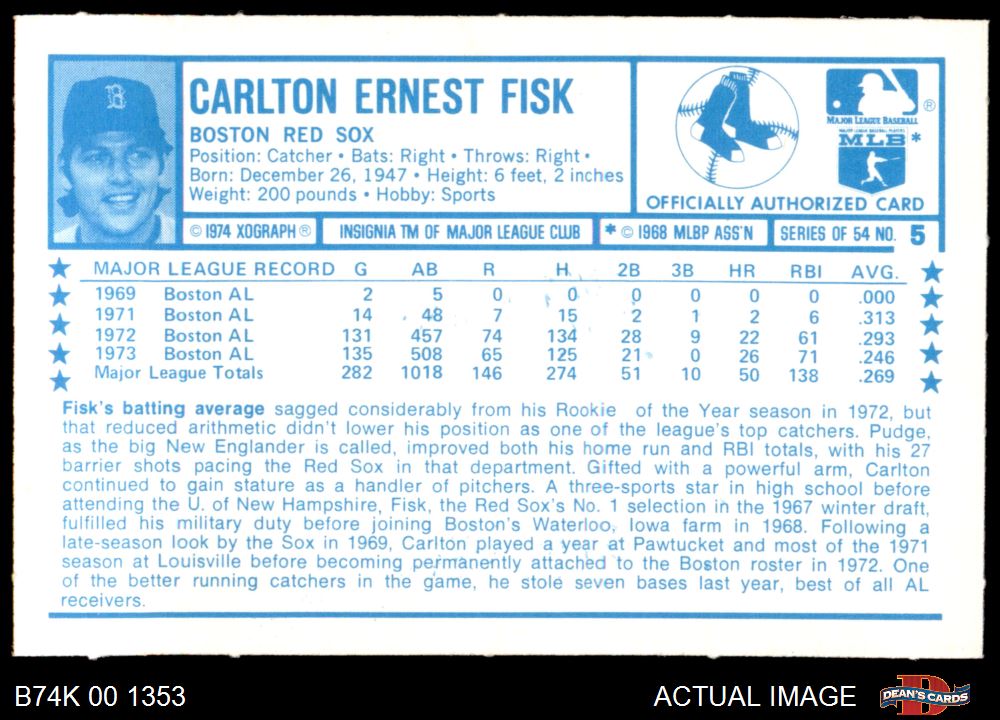 B
CARLTON ERNEST FISK
BOSTON RED SOX
Position: Catcher • Bats: Right • Throws: Right •
Born: December 26, 1947 • Height: 6 feet, 2 inches
Weight: 200 pounds • Hobby: Sports
MAJOR LEAGUE BASEBALL ®
MAJOR LEAGUE BASEBALL PLAYERS
MLB *
OFFICIALLY AUTHORIZED CARD
© 1974 XOGRAPH ® INSIGNIA TM OF MAJOR LEAGUE CLUB * © 1968 MLBP ASS'N SERIES OF 54 NO. 5
MAJOR LEAGUE RECORD G AB R H 2B 3B HR RBI AVG.
1969 Boston AL 2 5 0 0 0 0 0 0 .000
1971 Boston AL 14 48 7 15 2 1 2 6 .313
1972 Boston AL 131 457 74 134 28 9 22 61 .293
1973 Boston AL 135 508 65 125 21 0 26 71 .246
Major League Totals 282 1018 146 274 51 10 50 138 .269
Fisk's batting average sagged considerably from his Rookie of the Year season in 1972, but
that reduced arithmetic didn't lower his position as one of the league's top catchers. Pudge,
as the big New Englander is called, improved both his home run and RBI totals, with his 27
barrier shots pacing the Red Sox in that department. Gifted with a powerful arm, Carlton
continued to gain stature as a handler of pitchers. A three-sports star in high school before
attending the U. of New Hampshire, Fisk, the Red Sox's No. 1 selection in the 1967 winter draft,
fulfilled his military duty before joining Boston's Waterloo, Iowa farm in 1968. Following a
late-season look by the Sox in 1969, Carlton played a year at Pawtucket and most of the 1971
season at Louisville before becoming permanently attached to the Boston roster in 1972. One
of the better running catchers in the game, he stole seven bases last year, best of all AL
receivers.
B74K 00 1353 ACTUAL IMAGE D DEAN'S CARDS